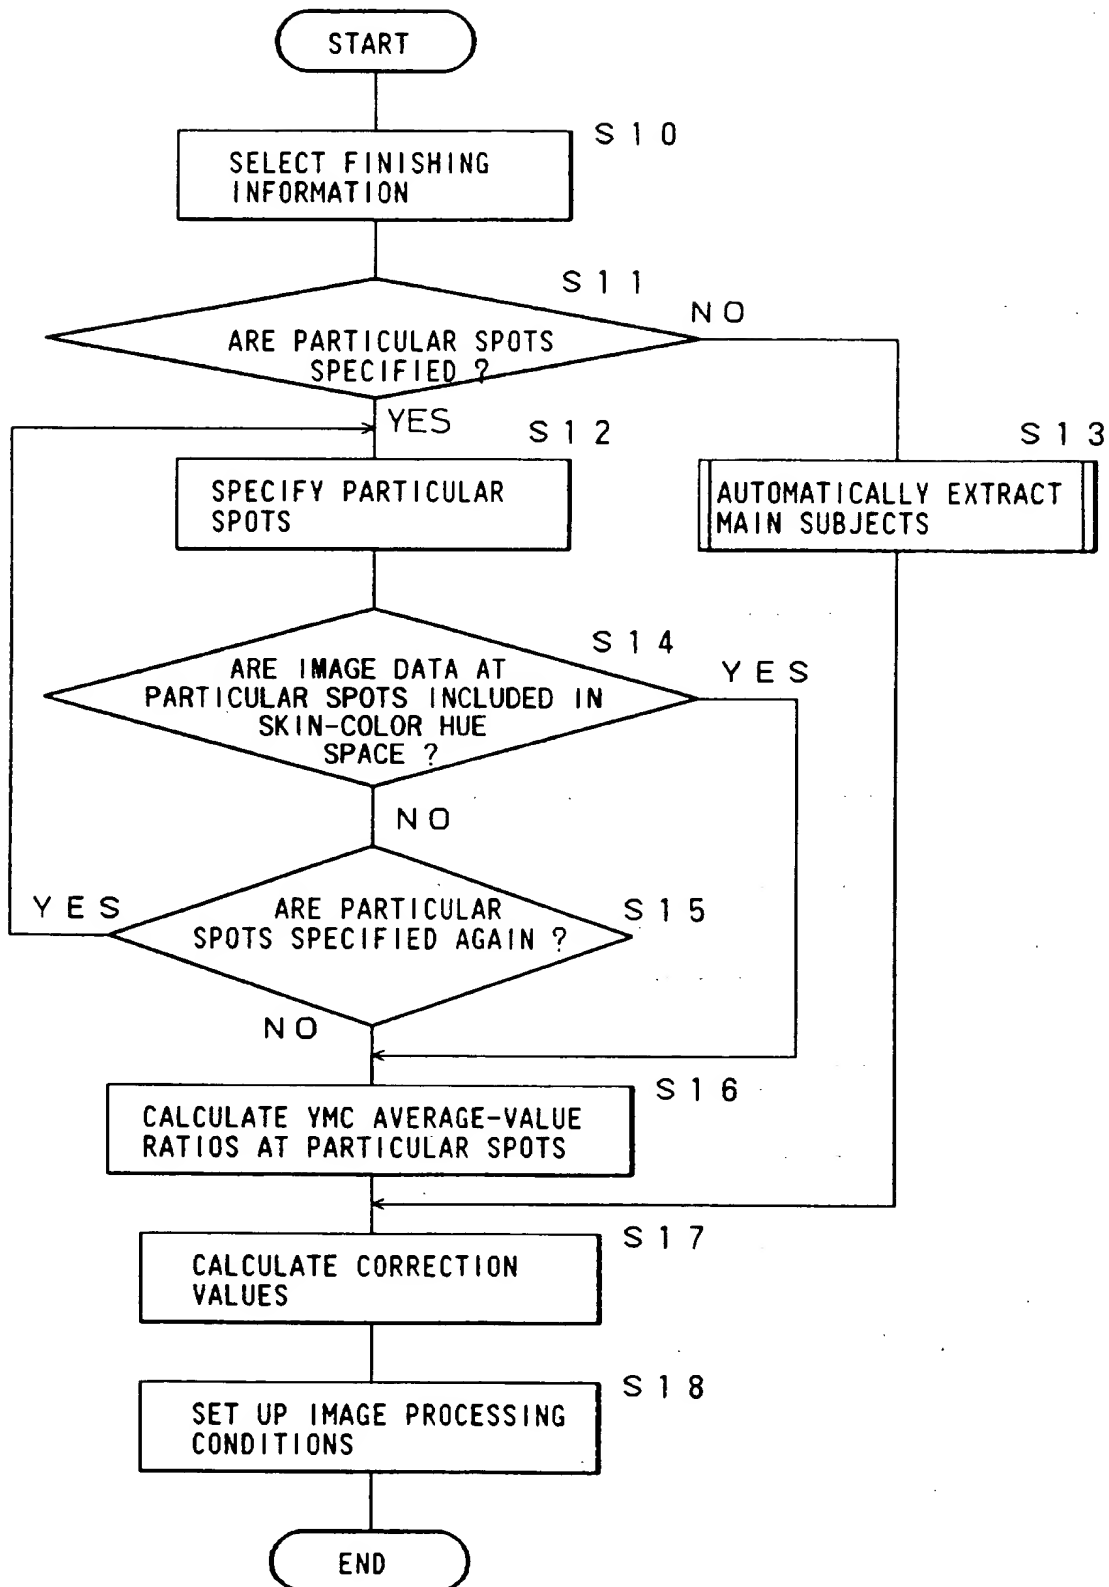 START
S10
SELECT FINISHING
INFORMATION
S11
NO
ARE PARTICULAR SPOTS
SPECIFIED ?
YES
S12
S13
SPECIFY PARTICULAR
SPOTS
AUTOMATICALLY EXTRACT
MAIN SUBJECTS
S14
YES
ARE IMAGE DATA AT
PARTICULAR SPOTS INCLUDED IN
SKIN-COLOR HUE
SPACE ?
NO
YES
ARE PARTICULAR
SPOTS SPECIFIED AGAIN ?
S15
NO
S16
CALCULATE YMC AVERAGE-VALUE
RATIOS AT PARTICULAR SPOTS
S17
CALCULATE CORRECTION
VALUES
S18
SET UP IMAGE PROCESSING
CONDITIONS
END